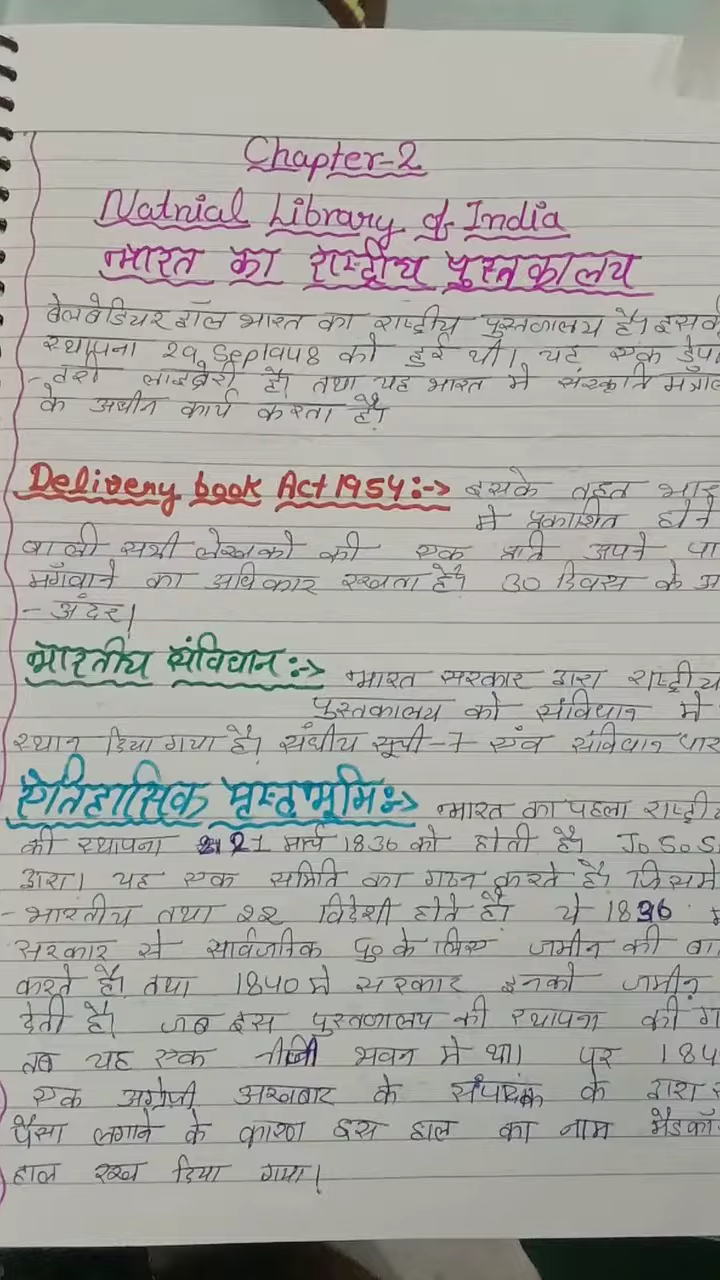 Chapter-2
Natnial Library of India
भारत का राष्ट्रीय पुस्तकालय
बेलवेडियर हॉल भारत का राष्ट्रीय पुस्तकालय है। इसकी
स्थापना 29 Sep 1948 को हुई थी। यह एक डिपा
-टरी लाइब्रेरी है। तथा यह भारत मे संस्कृति मंत्रा
के अधीन कार्य करता है।
Delivery book Act 1954:-> इसके तहत भार
मे प्रकाशित होने
वाली सभी लेखको की एक प्रति अपने पा
मँगवाने का अधिकार रखता है। 30 दिवस के अ
- अंदर।
भारतीय संविधान:-> भारत सरकार द्वारा राष्ट्रीय
पुस्तकालय को संविधान मे
स्थान दिया गया है। संघीय सूची-7 एंव संविधान धार
ऐतिहासिक पृष्ठभूमि:-> भारत का पहला राष्ट्री
की स्थापना 21 मार्च 1836 को होती है। J.S.S.
द्वारा। यह एक समिति का गठन करते है। जिसमे
- भारतीय तथा 22 विदेशी होते है। ये 1836
सरकार से सार्वजनिक पु० के लिए जमीन की बा
करते है। तथा 1840 मे सरकार इनको जमीन
देती है। जब इस पुस्तकालय की स्थापना की ग
तब यह एक नीजी भवन मे था। पर 184
एक अंग्रेजी अखबार के संपादक के द्वारा
पैसा लगाने के कारण इस हाल का नाम मैडकॉ
हाल रख दिया गया।